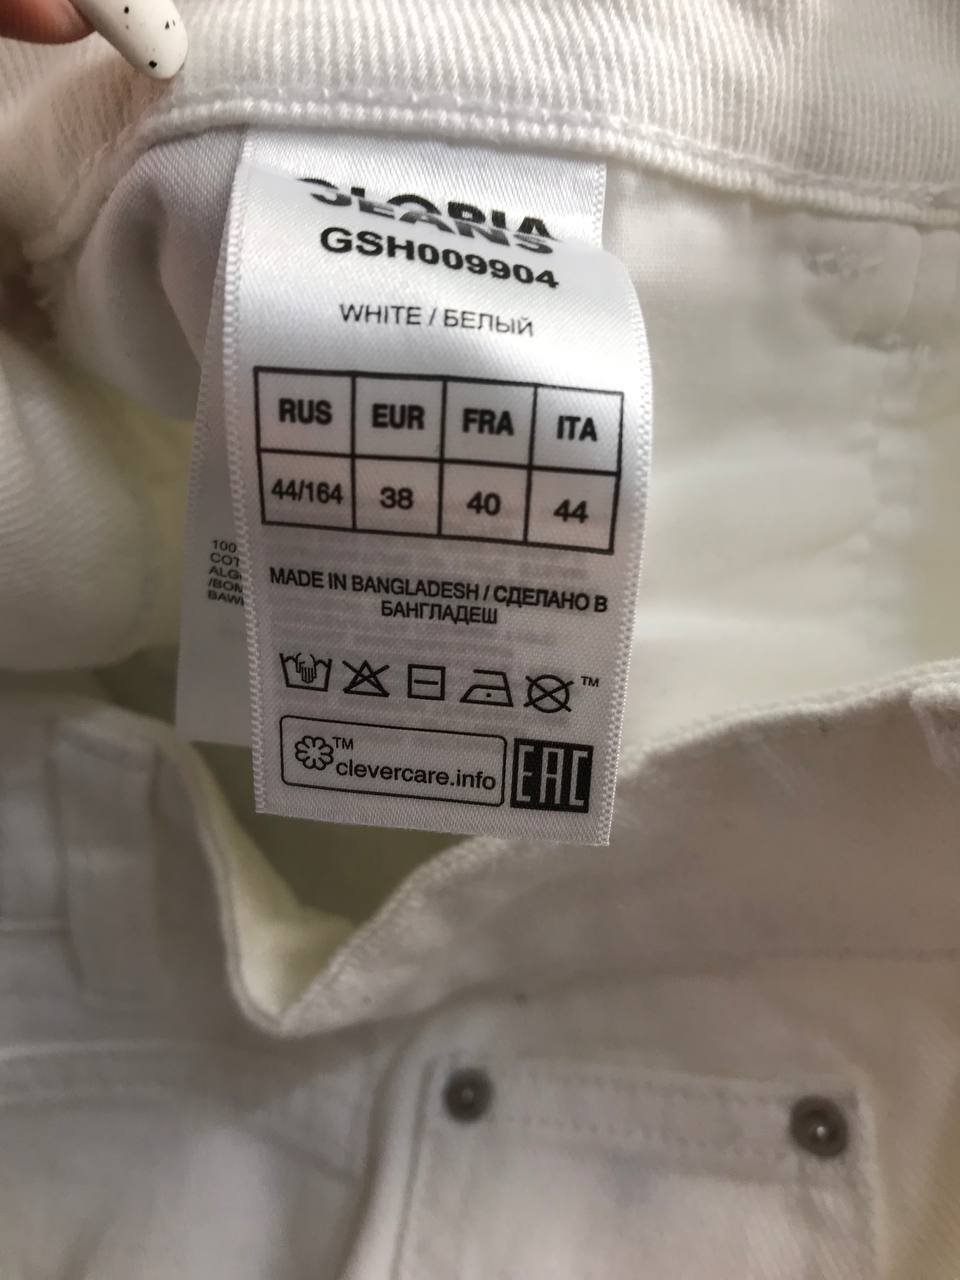 GLORIA
JEANS
GSH009904
WHITE / БЕЛЫЙ
RUS EUR FRA ITA
44/164 38 40 44
MADE IN BANGLADESH / СДЕЛАНО В
БАНГЛАДЕШ
TM
TM
clevercare.info
EAC
100